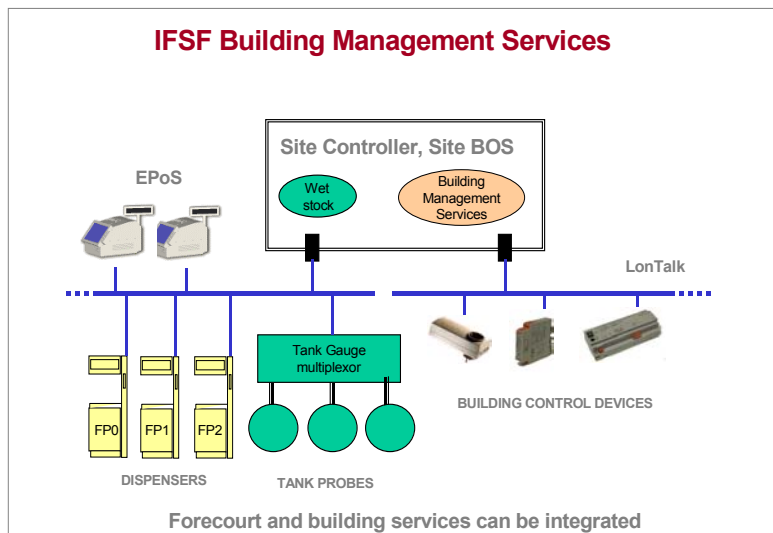 IFSF Building Management Services
Site Controller, Site BOS
EPoS
Wet
stock
Building
Management
Services
LonTalk
Tank Gauge
multiplexor
FP0
FP1
FP2
BUILDING CONTROL DEVICES
DISPENSERS
TANK PROBES
Forecourt and building services can be integrated